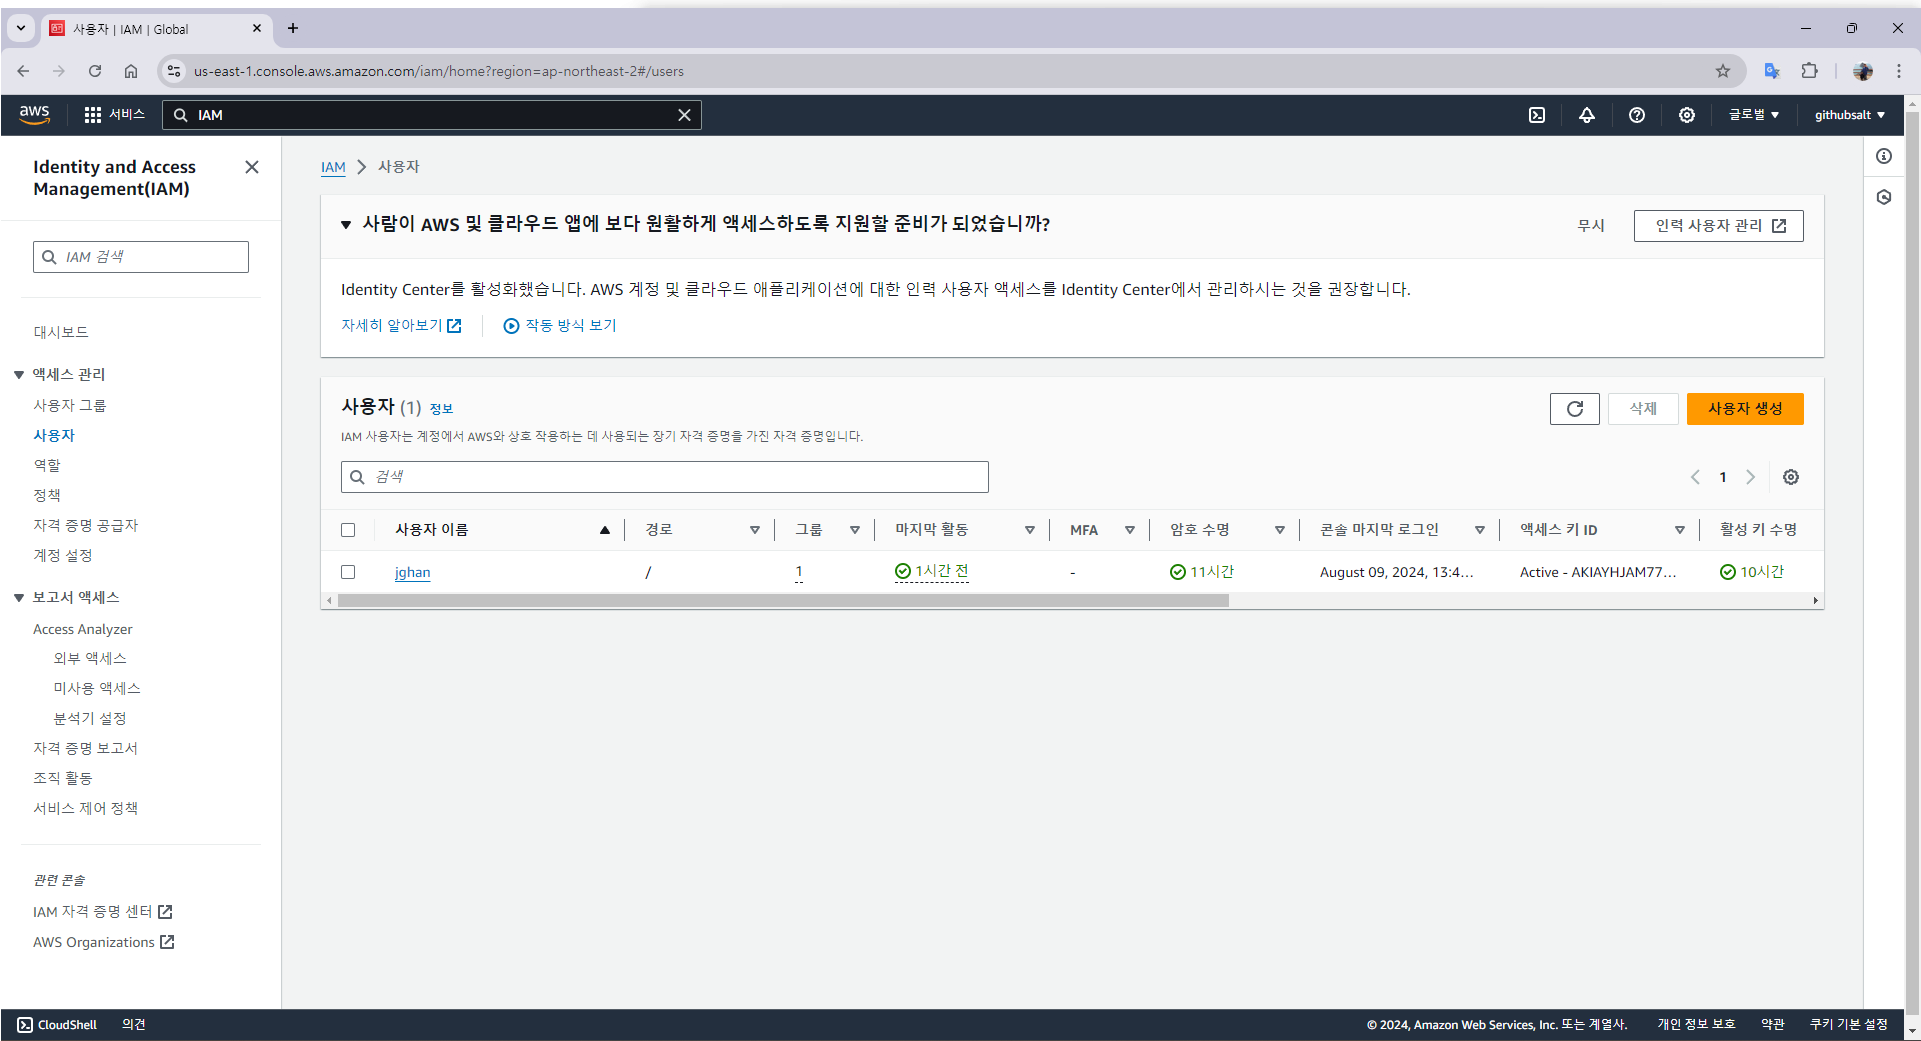 사용자 | IAM | Global
us-east-1.console.aws.amazon.com/iam/home?region=ap-northeast-2#/users
aws
서비스
IAM
글로벌
githubsalt
Identity and Access
Management(IAM)
IAM 검색
대시보드
액세스 관리
사용자 그룹
사용자
역할
정책
자격 증명 공급자
계정 설정
보고서 액세스
Access Analyzer
외부 액세스
미사용 액세스
분석기 설정
자격 증명 보고서
조직 활동
서비스 제어 정책
관련 콘솔
IAM 자격 증명 센터
AWS Organizations
IAM > 사용자
사람이 AWS 및 클라우드 앱에 보다 원활하게 액세스하도록 지원할 준비가 되었습니까?
무시
인력 사용자 관리
Identity Center를 활성화했습니다. AWS 계정 및 클라우드 애플리케이션에 대한 인력 사용자 액세스를 Identity Center에서 관리하시는 것을 권장합니다.
자세히 알아보기
작동 방식 보기
사용자 (1) 정보
삭제
사용자 생성
IAM 사용자는 계정에서 AWS와 상호 작용하는 데 사용되는 장기 자격 증명을 가진 자격 증명입니다.
검색
1
사용자 이름 경로 그룹 마지막 활동 MFA 암호 수명 콘솔 마지막 로그인 액세스 키 ID 활성 키 수명
jghan / 1 1시간 전 - 11시간 August 09, 2024, 13:4... Active - AKIAYHJAM77... 10시간
CloudShell
의견
© 2024, Amazon Web Services, Inc. 또는 계열사.
개인 정보 보호
약관
쿠키 기본 설정